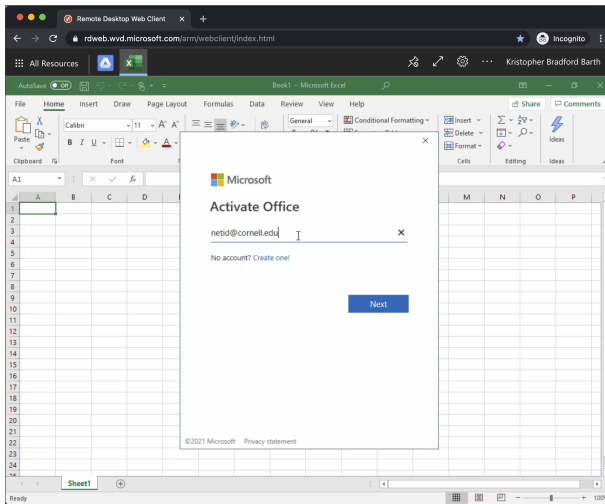 Remote Desktop Web Client
rdweb.wvd.microsoft.com/arm/webclient/index.html
Incognito
All Resources
Kristopher Bradford Barth
AutoSave Off
Book1 - Microsoft Excel
File Home Insert Draw Page Layout Formulas Data Review View Help
Share Comments
Calibri 11 A A
General
Conditional Formatting
Insert
Paste
B I U
Delete
Format
Ideas
Clipboard Font Cells Editing Ideas
A1 fx
A B C D M N O P
1
2
3
4
5
6
7
8
9
10
11
12
13
14
15
16
17
18
19
20
21
22
23
24
Microsoft
Activate Office
netid@cornell.edu
No account? Create one!
Next
©2021 Microsoft Privacy statement
Sheet1
Ready